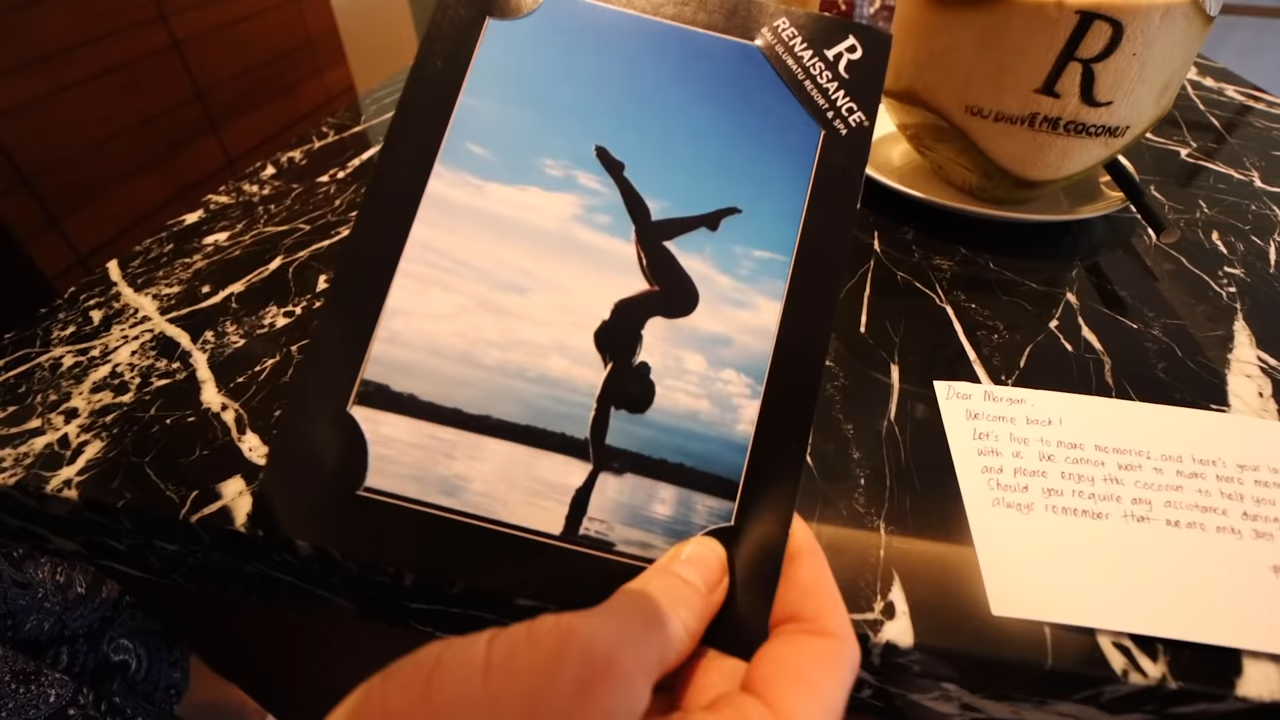 R
RENAISSANCE®
BALI ULUWATU RESORT & SPA
R
YOU DRIVE ME COCONUT
Dear Morgan,
Welcome back!
Let's live to make memories, and here's your
with us. We cannot wait to make more
and please enjoy this coconut to help you
Should you require any assistance
always remember that we are only just